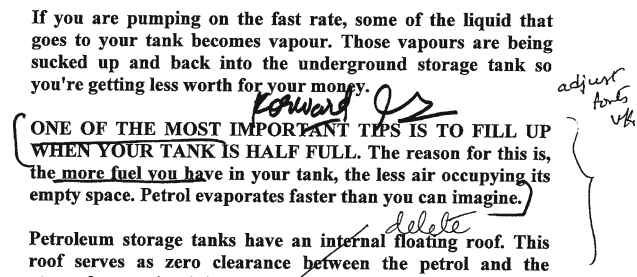 If you are pumping on the fast rate, some of the liquid that
goes to your tank becomes vapour. Those vapours are being
sucked up and back into the underground storage tank so
you're getting less worth for your money.
forward
adjust
fonts
ONE OF THE MOST IMPORTANT TIPS IS TO FILL UP
WHEN YOUR TANK IS HALF FULL. The reason for this is,
the more fuel you have in your tank, the less air occupying its
empty space. Petrol evaporates faster than you can imagine.
delete
Petroleum storage tanks have an internal floating roof. This
roof serves as zero clearance between the petrol and the